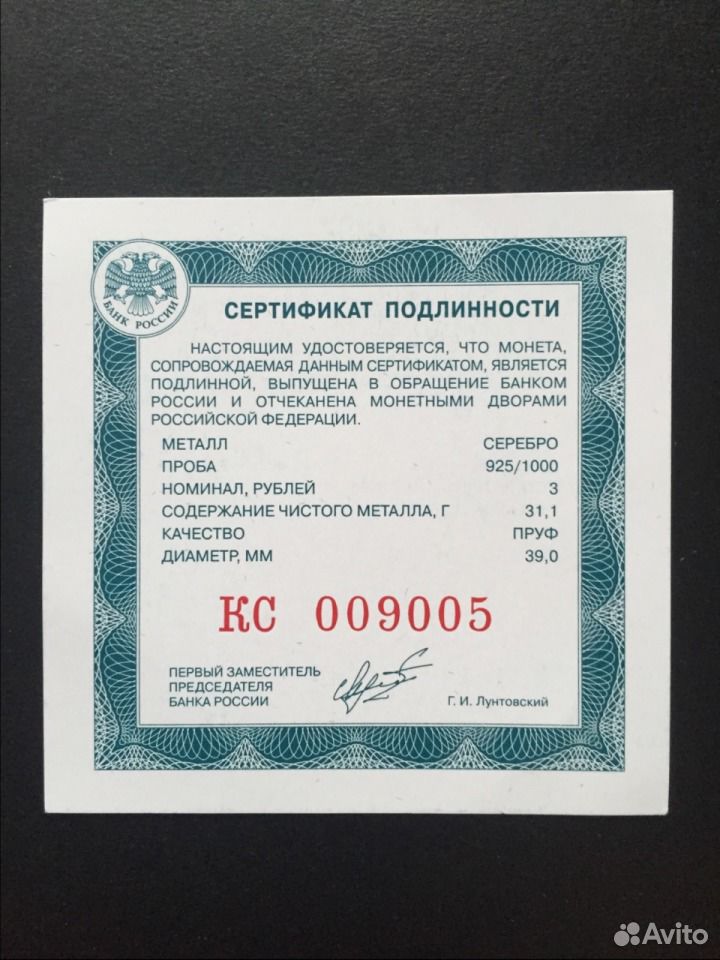 БАНК РОССИИ
СЕРТИФИКАТ ПОДЛИННОСТИ
НАСТОЯЩИМ УДОСТОВЕРЯЕТСЯ, ЧТО МОНЕТА,
СОПРОВОЖДАЕМАЯ ДАННЫМ СЕРТИФИКАТОМ, ЯВЛЯЕТСЯ
ПОДЛИННОЙ, ВЫПУЩЕНА В ОБРАЩЕНИЕ БАНКОМ
РОССИИ И ОТЧЕКАНЕНА МОНЕТНЫМИ ДВОРАМИ
РОССИЙСКОЙ ФЕДЕРАЦИИ.
МЕТАЛЛ СЕРЕБРО
ПРОБА 925/1000
НОМИНАЛ, РУБЛЕЙ 3
СОДЕРЖАНИЕ ЧИСТОГО МЕТАЛЛА, Г 31,1
КАЧЕСТВО ПРУФ
ДИАМЕТР, ММ 39,0
КС 009005
ПЕРВЫЙ ЗАМЕСТИТЕЛЬ
ПРЕДСЕДАТЕЛЯ
БАНКА РОССИИ Г. И. Лунтовский
Avito